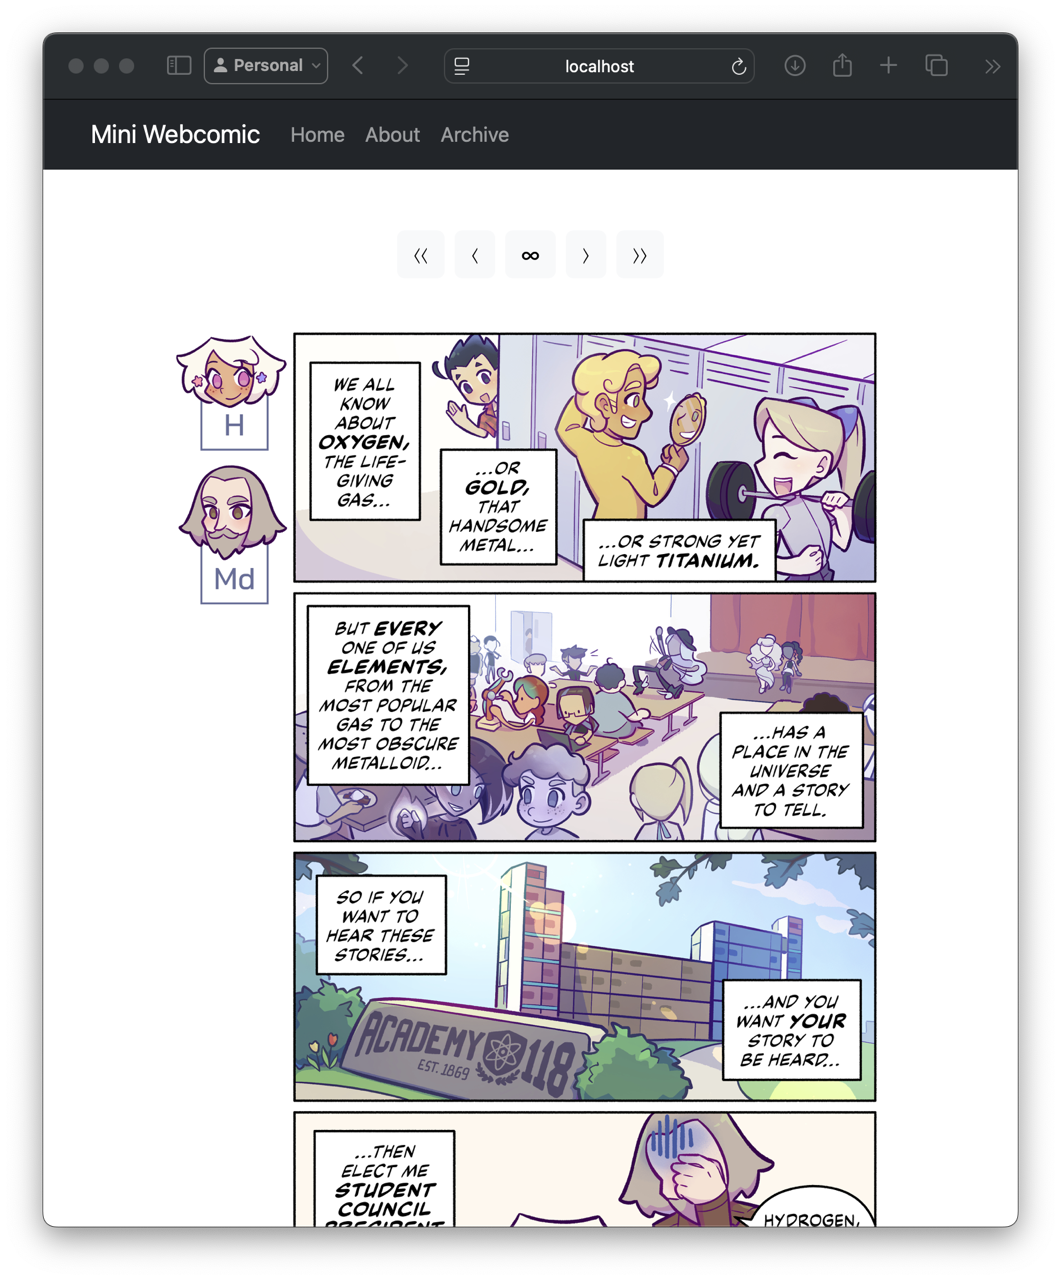 Personal
localhost
Mini Webcomic Home About Archive
H
Md
WE ALL
KNOW
ABOUT
OXYGEN,
THE LIFE-
GIVING
GAS...
...OR
GOLD,
THAT
HANDSOME
METAL...
...OR STRONG YET
LIGHT TITANIUM.
BUT EVERY
ONE OF US
ELEMENTS,
FROM THE
MOST POPULAR
GAS TO THE
MOST OBSCURE
METALLOID...
...HAS A
PLACE IN THE
UNIVERSE
AND A STORY
TO TELL.
SO IF YOU
WANT TO
HEAR THESE
STORIES...
ACADEMY 118
EST. 1869
...AND YOU
WANT YOUR
STORY TO
BE HEARD...
...THEN
ELECT ME
STUDENT
COUNCIL
PRESIDENT
HYDROGEN,